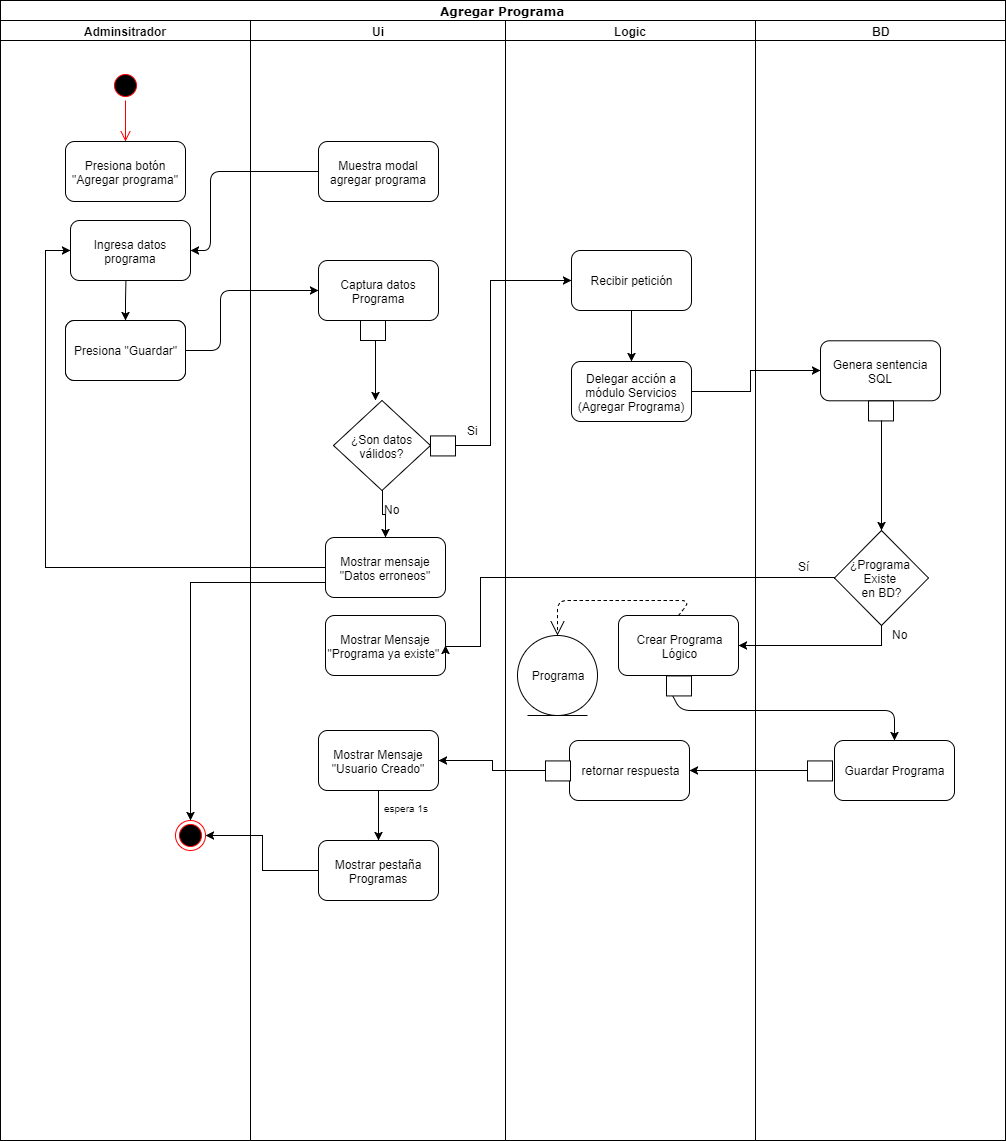 Agregar Programa
Adminsitrador
Ui
Logic
BD
Presiona botón
"Agregar programa"
Muestra modal
agregar programa
Ingresa datos
programa
Captura datos
Programa
Recibir petición
Presiona "Guardar"
Genera sentencia
SQL
Delegar acción a
módulo Servicios
(Agregar Programa)
¿Son datos
válidos?
Si
No
Mostrar mensaje
"Datos erroneos"
Sí
¿Programa
Existe
en BD?
No
Mostrar Mensaje
"Programa ya existe"
Crear Programa
Lógico
Programa
Mostrar Mensaje
"Usuario Creado"
retornar respuesta
Guardar Programa
espera 1s
Mostrar pestaña
Programas